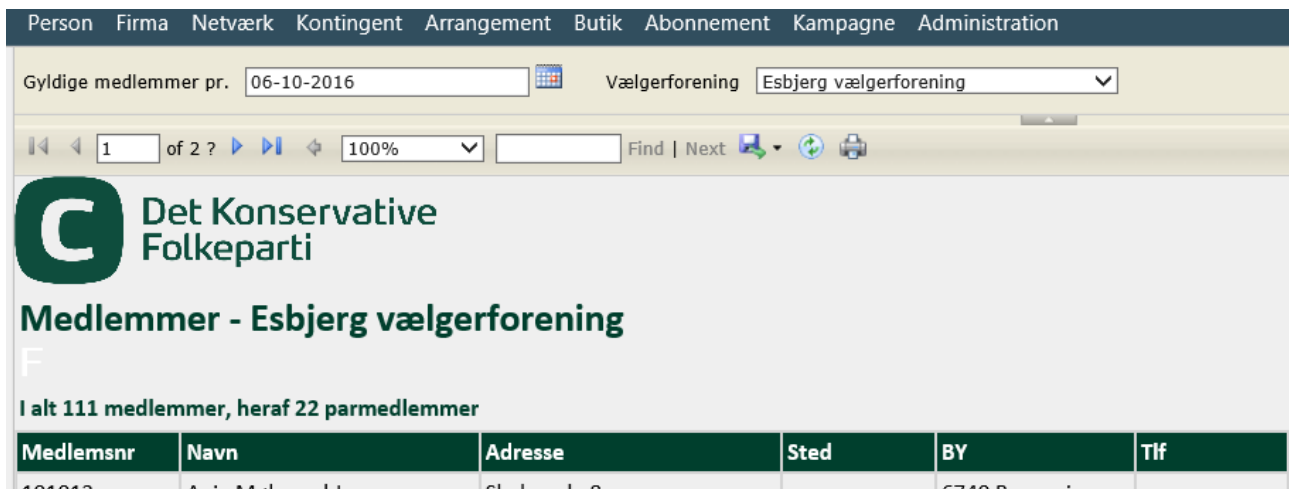 Person Firma Netværk Kontingent Arrangement Butik Abonnement Kampagne Administration
Gyldige medlemmer pr. 06-10-2016 Vælgerforening Esbjerg vælgerforening
1 of 2 ? 100% Find | Next
C Det Konservative
Folkeparti
Medlemmer - Esbjerg vælgerforening
F
I alt 111 medlemmer, heraf 22 parmedlemmer
Medlemsnr Navn Adresse Sted BY Tlf